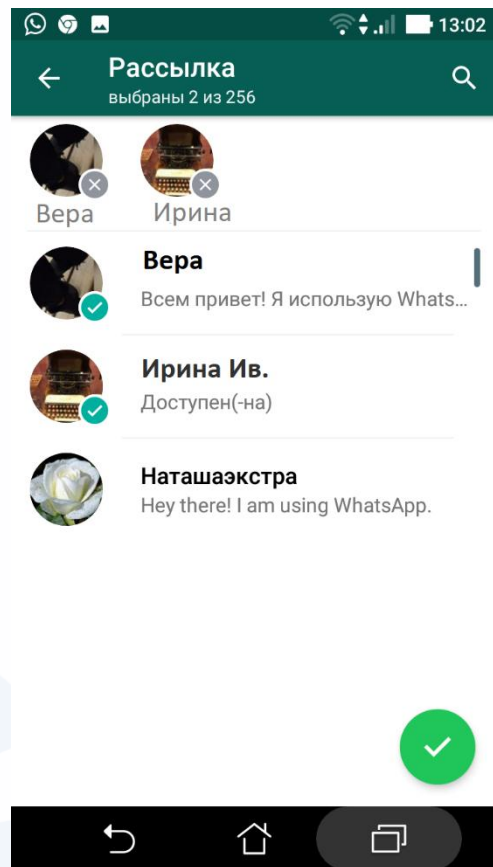 13:02
Рассылка
выбраны 2 из 256
Вера Ирина
Вера
Всем привет! Я использую Whats...
Ирина Ив.
Доступен(-на)
Наташаэкстра
Hey there! I am using WhatsApp.